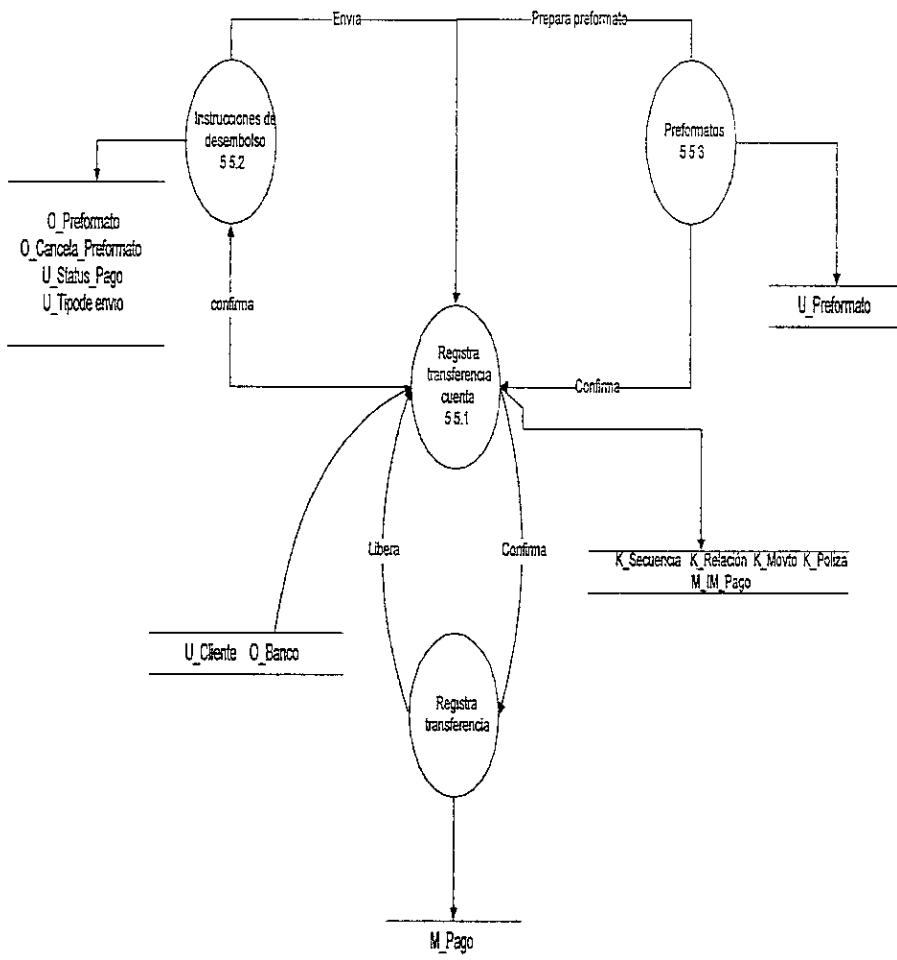 Envia
Prepara preformato
Instrucciones de
desembolso
5 5.2
Preformatos
5 5 3
O_Preformato
O_Cancela_Preformato
U_Status_Pago
U_Tipode envio
confirma
U_Preformato
Registra
transferencia
cuenta
5 5.1
Confirma
Libera
Confirma
K_Secuencia K_Relación K_Movto K_Poliza
M_IM_Pago
U_Cliente O_Banco
Registra
transferencia
M_Pago